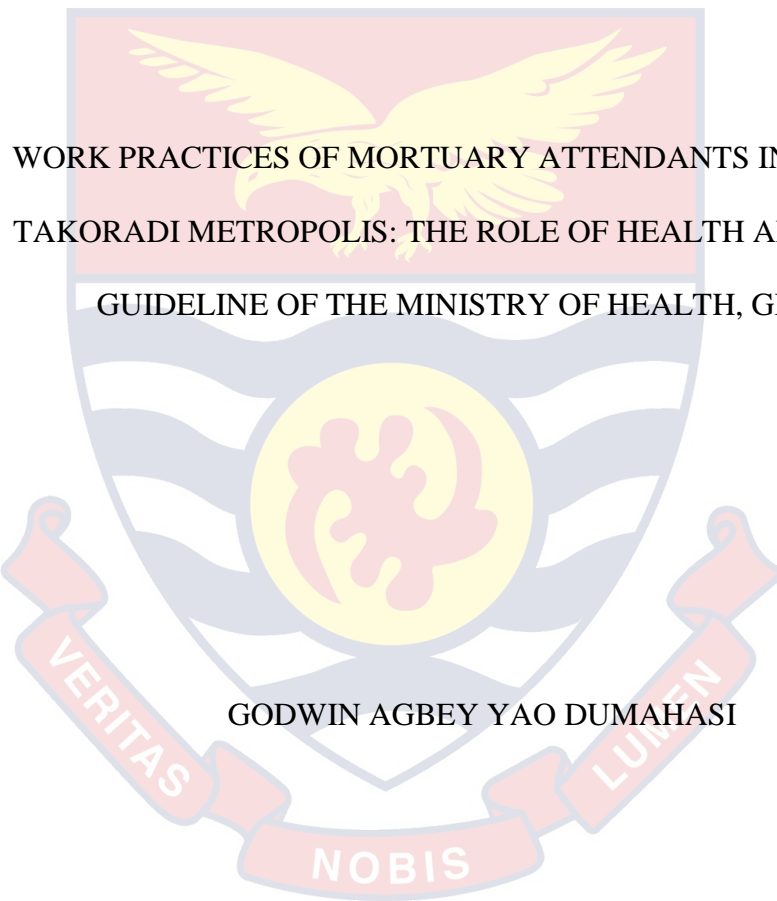 WORK PRACTICES OF MORTUARY ATTENDANTS IN
TAKORADI METROPOLIS: THE ROLE OF HEALTH
GUIDELINE OF THE MINISTRY OF HEALTH,
GODWIN AGBEY YAO DUMAHASI
VERITAS
NOBIS
LUMEN